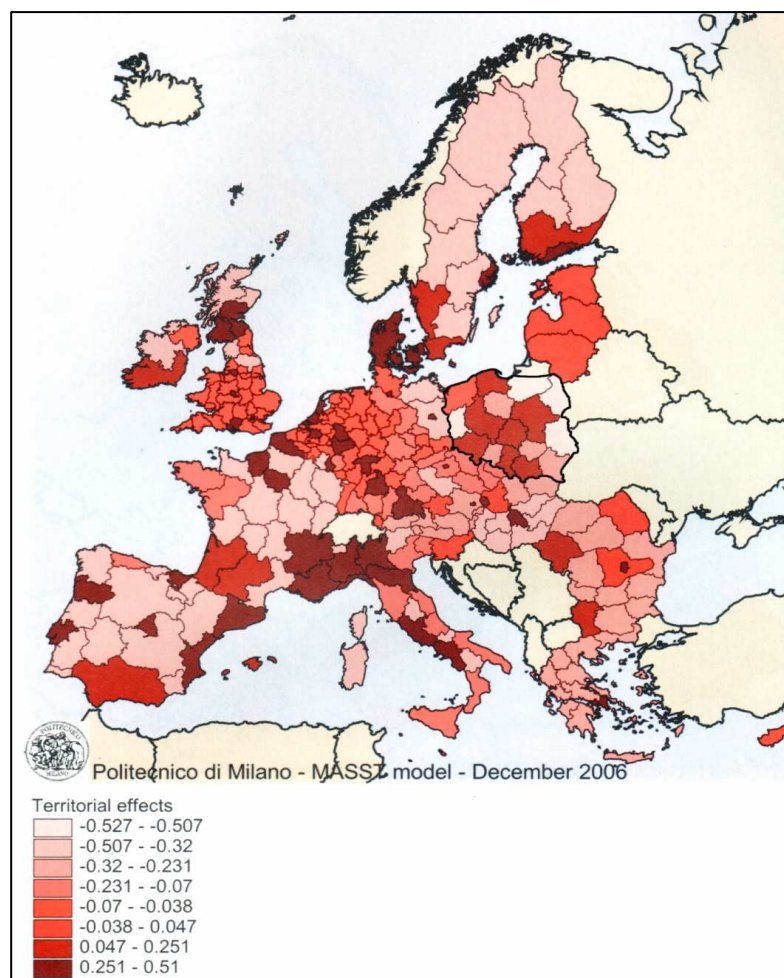 POLITECNICO
MILANO
Politecnico di Milano - MASST model - December 2006
Territorial effects
-0.527 - -0.507
-0.507 - -0.32
-0.32 - -0.231
-0.231 - -0.07
-0.07 - -0.038
-0.038 - 0.047
0.047 - 0.251
0.251 - 0.51